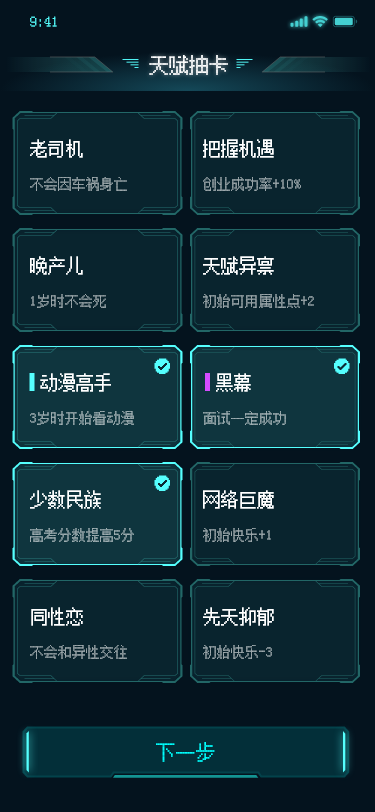 9:41
天赋抽卡
老司机
不会因车祸身亡
把握机遇
创业成功率+10%
晚产儿
1岁时不会死
天赋异禀
初始可用属性点+2
动漫高手
3岁时开始看动漫
黑幕
面试一定成功
少数民族
高考分数提高5分
网络巨魔
初始快乐+1
同性恋
不会和异性交往
先天抑郁
初始快乐-3
下一步